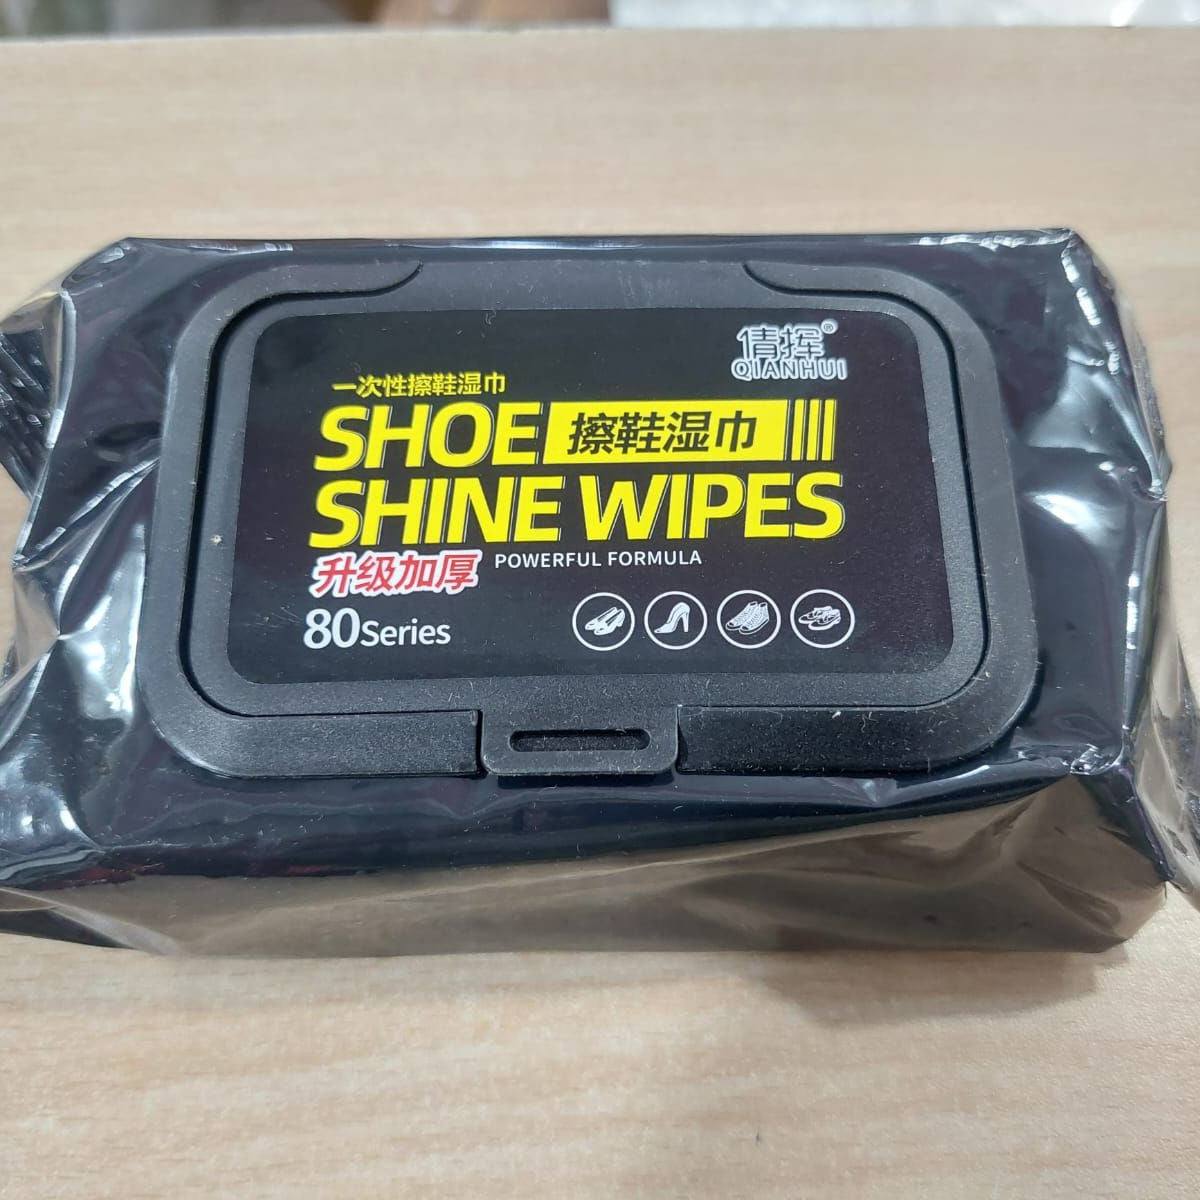 倩挥®
QIANHUI
一次性擦鞋湿巾
SHOE 擦鞋湿巾
SHINE WIPES
升级加厚 POWERFUL FORMULA
80Series